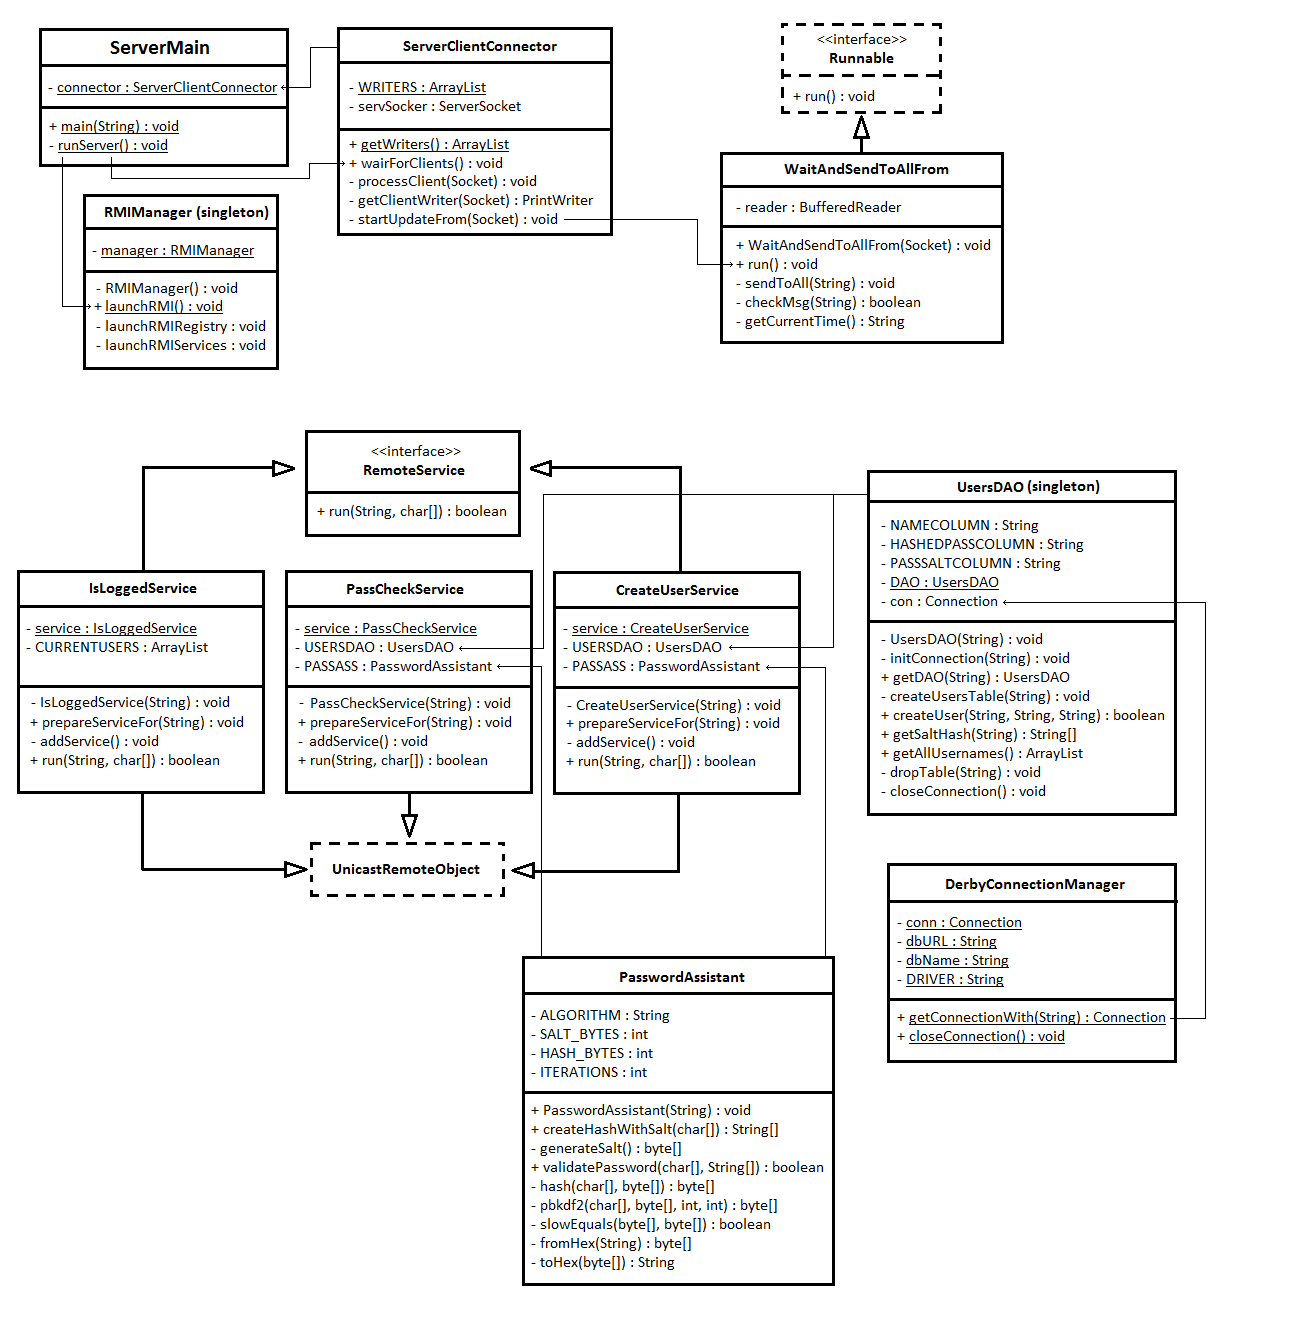 ServerMain
- connector : ServerClientConnector
+ main(String) : void
- runServer() : void
ServerClientConnector
- WRITERS : ArrayList
- servSocker : ServerSocket
+ getWriters() : ArrayList
+ wairForClients() : void
- processClient(Socket) : void
- getClientWriter(Socket) : PrintWriter
- startUpdateFrom(Socket) : void
<<interface>>
Runnable
+ run() : void
WaitAndSendToAllFrom
- reader : BufferedReader
+ WaitAndSendToAllFrom(Socket) : void
+ run() : void
- sendToAll(String) : void
- checkMsg(String) : boolean
- getCurrentTime() : String
RMIManager (singleton)
- manager : RMIManager
- RMIManager() : void
+ launchRMI() : void
- launchRMIRegistry : void
- launchRMIServices : void
<<interface>>
RemoteService
+ run(String, char[]) : boolean
IsLoggedService
- service : IsLoggedService
- CURRENTUSERS : ArrayList
- IsLoggedService(String) : void
+ prepareServiceFor(String) : void
- addService() : void
+ run(String, char[]) : boolean
PassCheckService
- service : PassCheckService
- USERSDAO : UsersDAO
- PASSASS : PasswordAssistant
- PassCheckService(String) : void
+ prepareServiceFor(String) : void
- addService() : void
+ run(String, char[]) : boolean
CreateUserService
- service : CreateUserService
- USERSDAO : UsersDAO
- PASSASS : PasswordAssistant
- CreateUserService(String) : void
+ prepareServiceFor(String) : void
- addService() : void
+ run(String, char[]) : boolean
UsersDAO (singleton)
- NAMECOLUMN : String
- HASHEDPASSCOLUMN : String
- PASSSALTCOLUMN : String
- DAO : UsersDAO
- con : Connection
- UsersDAO(String) : void
- initConnection(String) : void
+ getDAO(String) : UsersDAO
- createUsersTable(String) : void
+ createUser(String, String, String) : boolean
+ getSaltHash(String) : String[]
+ getAllUsernames() : ArrayList
- dropTable(String) : void
- closeConnection() : void
UnicastRemoteObject
DerbyConnectionManager
- conn : Connection
- dbURL : String
- dbName : String
- DRIVER : String
+ getConnectionWith(String) : Connection
+ closeConnection() : void
PasswordAssistant
- ALGORITHM : String
- SALT_BYTES : int
- HASH_BYTES : int
- ITERATIONS : int
+ PasswordAssistant(String) : void
+ createHashWithSalt(char[]) : String[]
- generateSalt() : byte[]
+ validatePassword(char[], String[]) : boolean
- hash(char[], byte[]) : byte[]
- pbkdf2(char[], byte[], int, int) : byte[]
- slowEquals(byte[], byte[]) : boolean
- fromHex(String) : byte[]
- toHex(byte[]) : String